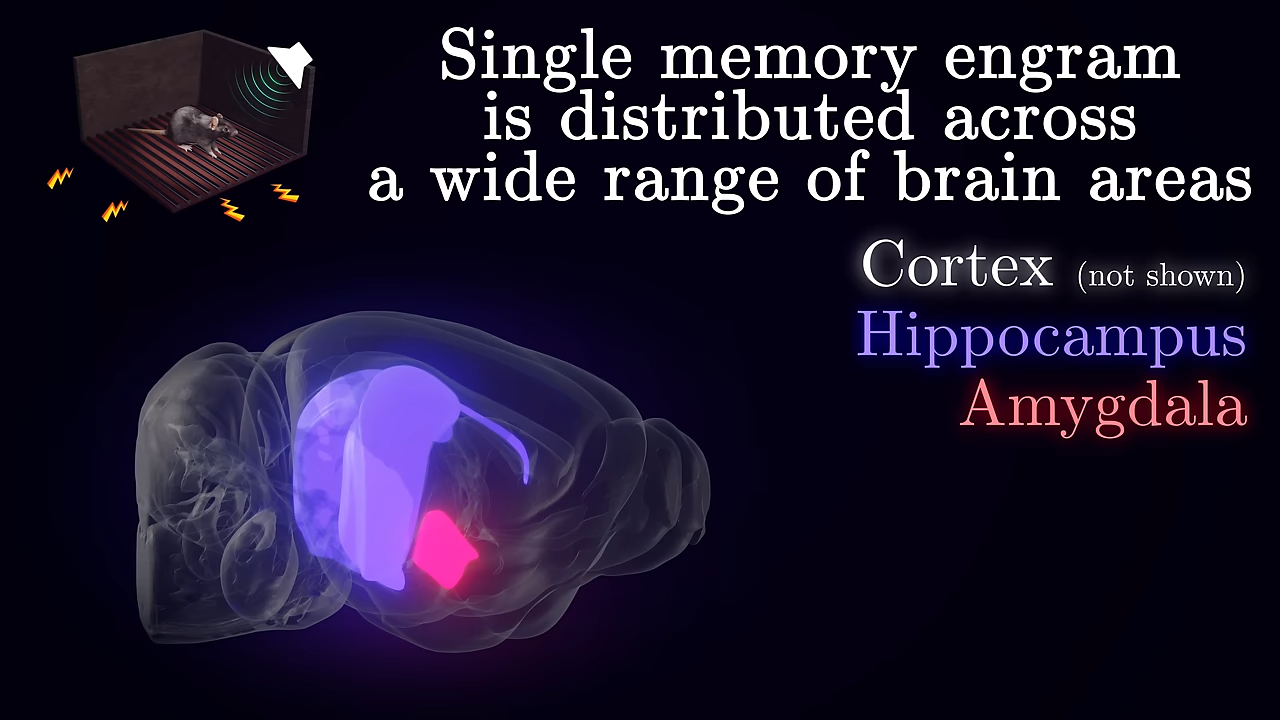 Single memory engram
is distributed across
a wide range of brain areas
Cortex (not shown)
Hippocampus
Amygdala